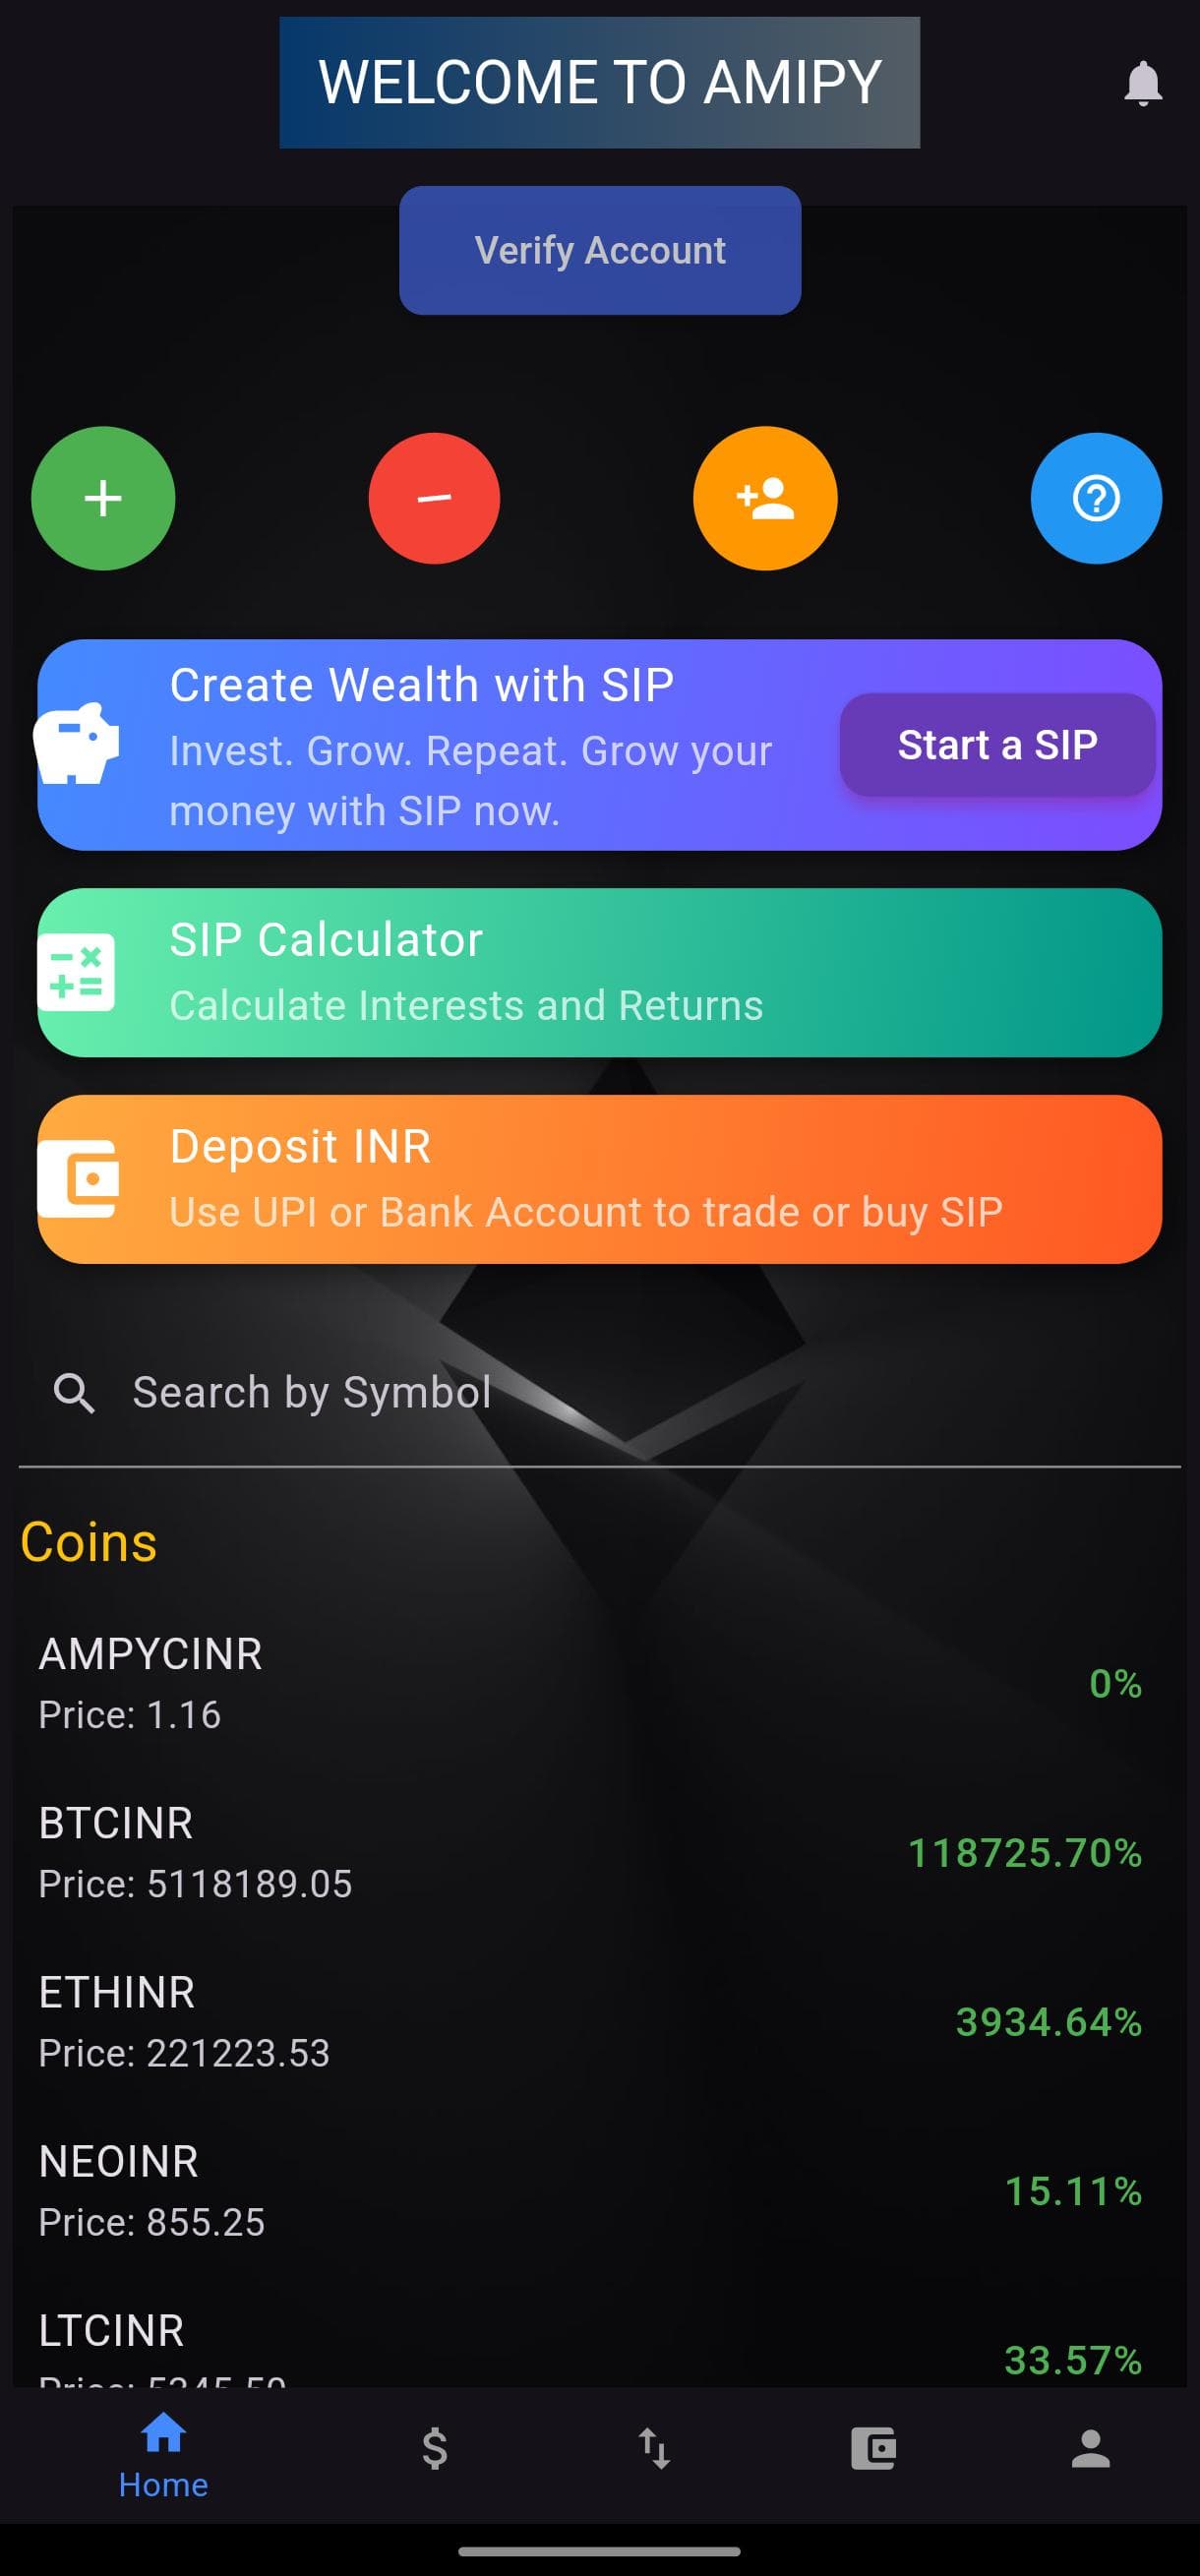 WELCOME TO AMIPY
Verify Account
Create Wealth with SIP
Invest. Grow. Repeat. Grow your
money with SIP now.
Start a SIP
SIP Calculator
Calculate Interests and Returns
Deposit INR
Use UPI or Bank Account to trade or buy SIP
Search by Symbol
Coins
AMPYCINR
Price: 1.16
0%
BTCINR
Price: 5118189.05
118725.70%
ETHINR
Price: 221223.53
3934.64%
NEOINR
Price: 855.25
15.11%
LTCINR
33.57%
Price:
Home